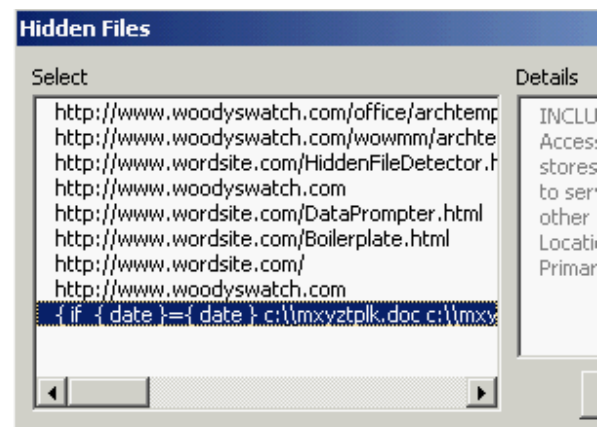 Hidden Files
Select
http://www.woodyswatch.com/office/archtemp
http://www.woodyswatch.com/wowmm/archte
http://www.wordsite.com/HiddenFileDetector.h
http://www.woodyswatch.com
http://www.wordsite.com/DataPrompter.html
http://www.wordsite.com/Boilerplate.html
http://www.wordsite.com/
http://www.woodyswatch.com
{ if { date }={ date } c:\\mxyztplk.doc c:\\mxy
Details
INCLU
Access
stores
to ser
other
Locati
Primar